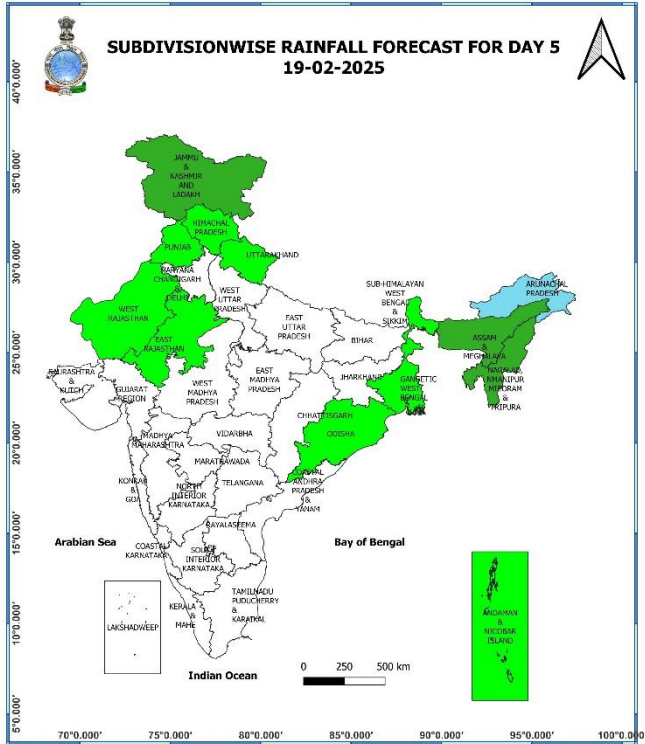 SUBDIVISIONWISE RAINFALL FORECAST FOR DAY 5
19-02-2025
40°0.000'
35°0.000'
30°0.000'
25°0.000'
20°0.000'
15°0.000'
10°0.000'
5°0.000'
JAMMU
&
KASHMIR
AND
LADAKH
HIMACHAL
PRADESH
PUNJAB
UTTARAKHAND
HARYANA
CHANDIGARH
&
DELHI
WEST
UTTAR
PRADESH
SUB-HIMALAYAN
WEST
BENGAL
&
SIKKIM
ARUNACHAL
PRADESH
WEST
RAJASTHAN
EAST
RAJASTHAN
EAST
UTTAR
PRADESH
BIHAR
ASSAM
&
MEGHALAYA
NAGALAND,
MANIPUR
MIZORAM
&
TRIPURA
SAURASHTRA
&
KUTCH
GUJARAT
REGION
WEST
MADHYA
PRADESH
EAST
MADHYA
PRADESH
JHARKHAND
GANGETIC
WEST
BENGAL
CHHATTISGARH
ODISHA
MADHYA
MAHARASHTRA
VIDARBHA
MARATHWADA
KONKAN
&
GOA
NORTH
INTERIOR
KARNATAKA
TELANGANA
COASTAL
ANDHRA
PRADESH
&
YANAM
RAYALASEEMA
Arabian Sea
Bay of Bengal
COASTAL
KARNATAKA
SOUTH
INTERIOR
KARNATAKA
TAMILNADU
PUDUCHERRY
&
KARAIKAL
KERALA
&
MAHE
LAKSHADWEEP
ANDAMAN
&
NICOBAR
ISLAND
Indian Ocean
0 250 500 km
70°0.000' 75°0.000' 80°0.000' 85°0.000' 90°0.000' 95°0.000' 100°0.000'